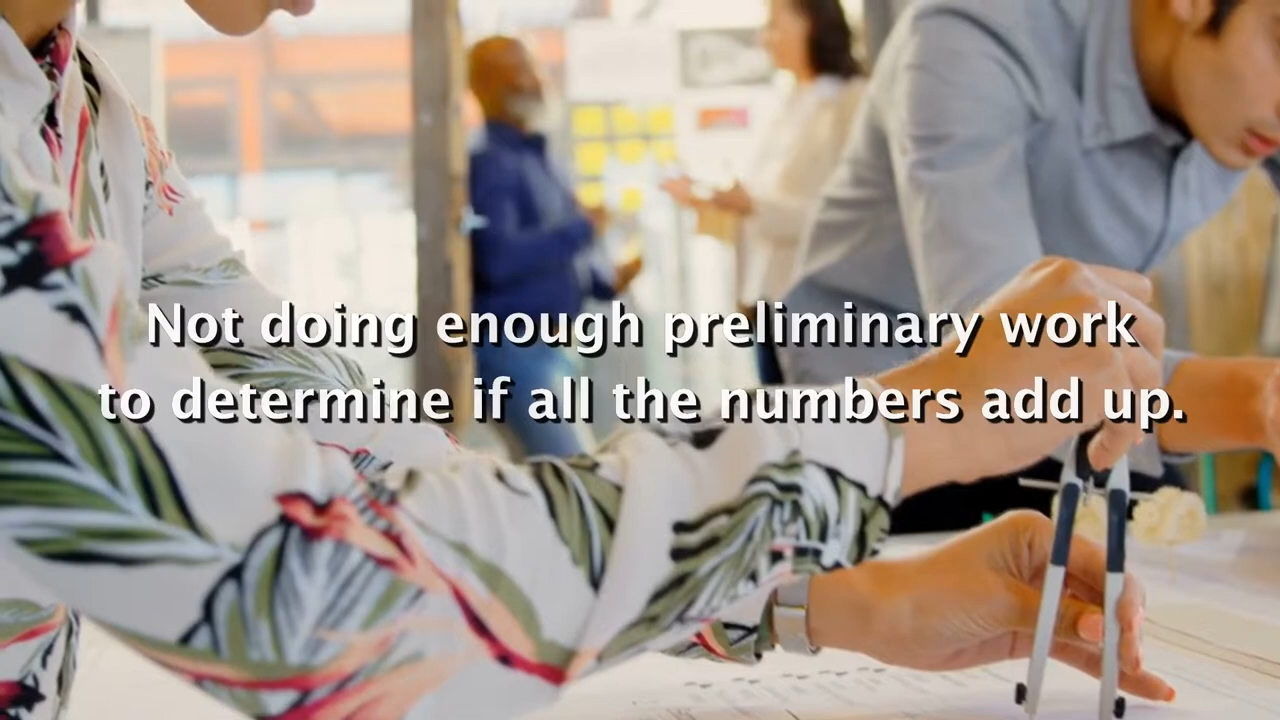 Not doing enough preliminary work
to determine if all the numbers add up.